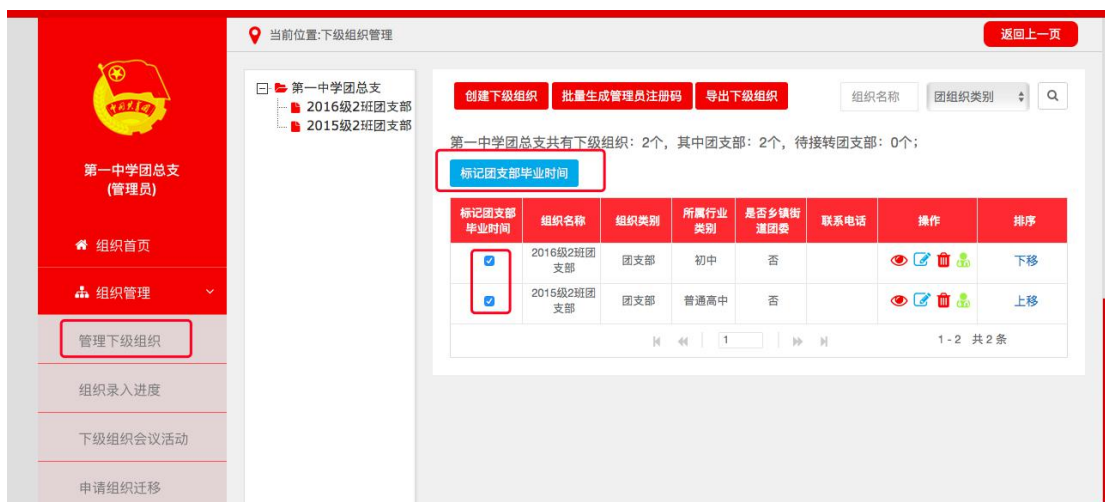 当前位置:下级组织管理
返回上一页
中国共青团
第一中学团总支
(管理员)
组织首页
组织管理
管理下级组织
组织录入进度
下级组织会议活动
申请组织迁移
第一中学团总支
2016级2班团支部
2015级2班团支部
创建下级组织 批量生成管理员注册码 导出下级组织 组织名称 团组织类别
第一中学团总支共有下级组织：2个，其中团支部：2个，待接转团支部：0个；
标记团支部毕业时间
标记团支部毕业时间 组织名称 组织类别 所属行业类别 是否乡镇街道团委 联系电话 操作 排序
2016级2班团支部 团支部 初中 否 下移
2015级2班团支部 团支部 普通高中 否 上移
1 1 - 2 共 2 条